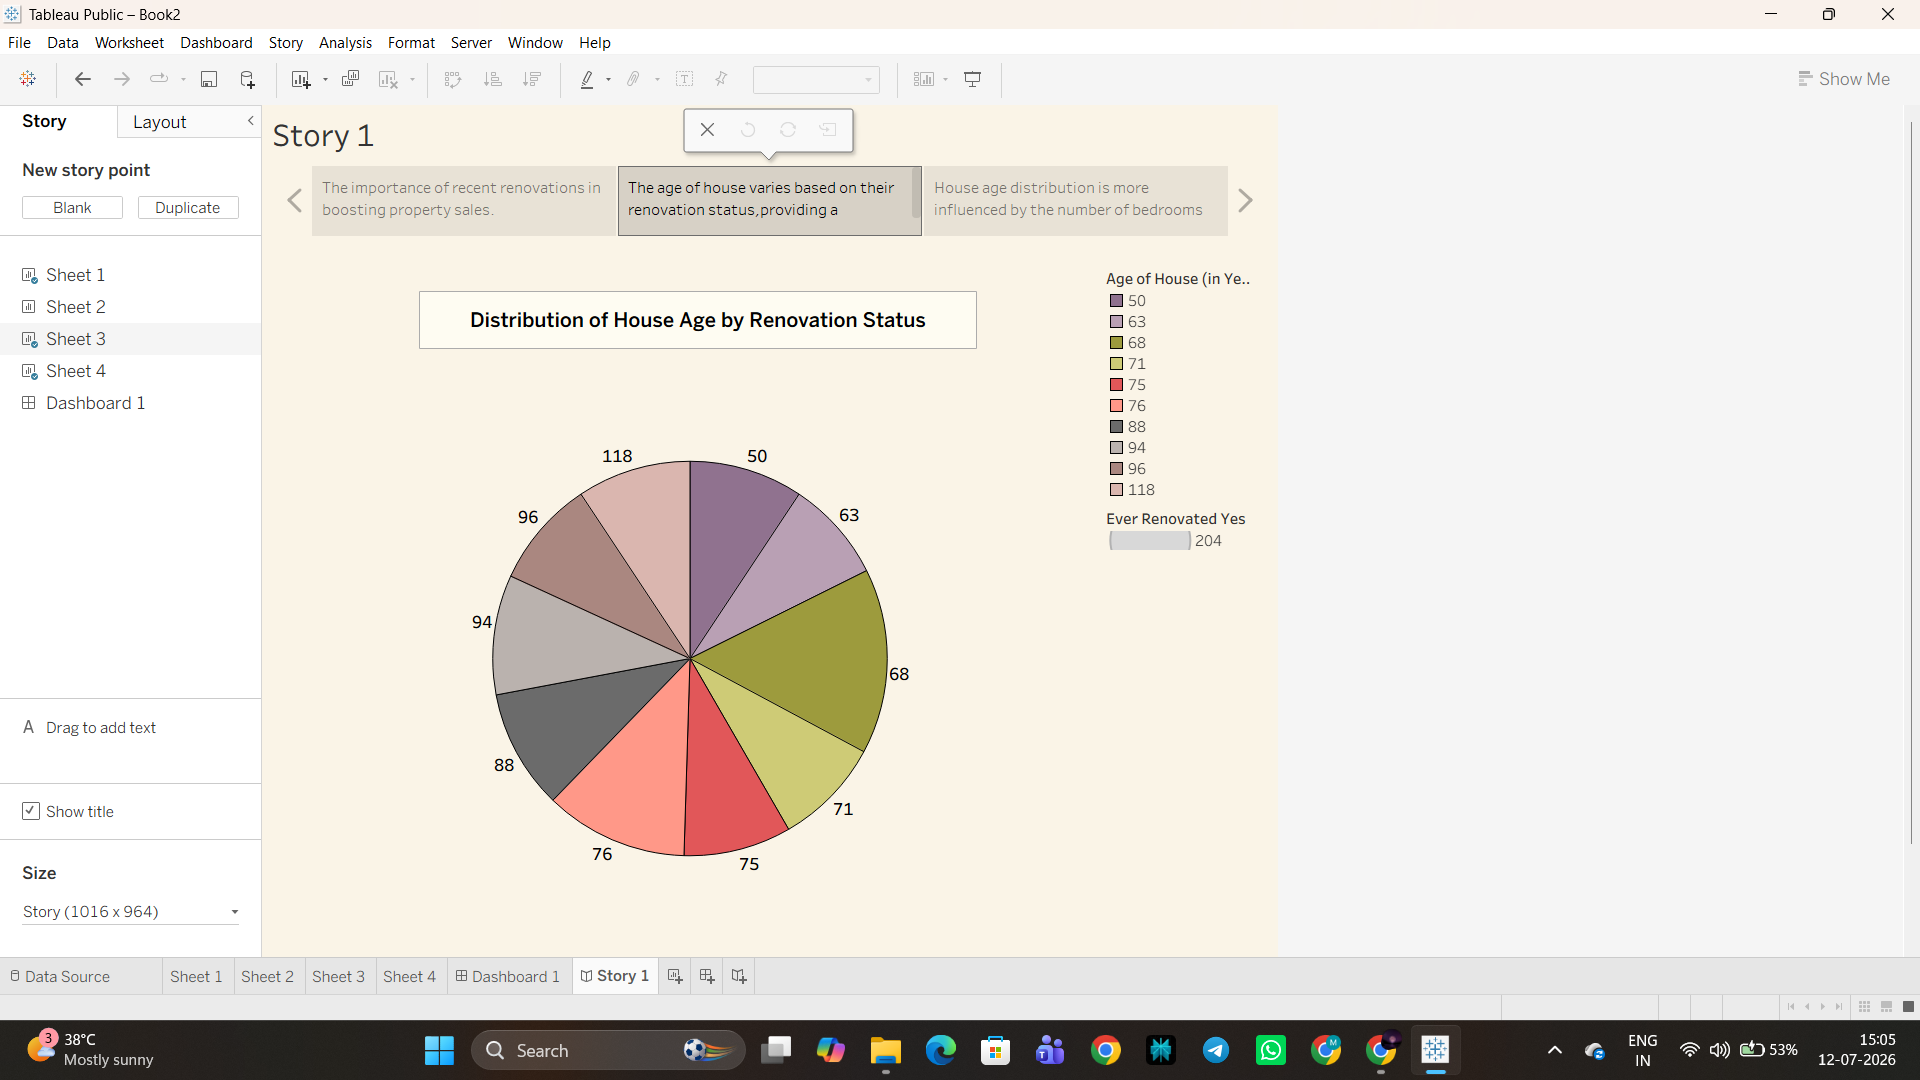 Tableau Public – Book2
File Data Worksheet Dashboard Story Analysis Format Server Window Help
Show Me
Story Layout
New story point
Blank Duplicate
Sheet 1
Sheet 2
Sheet 3
Sheet 4
Dashboard 1
A Drag to add text
Show title
Size
Story (1016 x 964)
Story 1
The importance of recent renovations in
boosting property sales.
The age of house varies based on their
renovation status,providing a
House age distribution is more
influenced by the number of bedrooms
Distribution of House Age by Renovation Status
118
50
96
63
94
68
88
71
76
75
Age of House (in Ye..
50
63
68
71
75
76
88
94
96
118
Ever Renovated Yes
204
Data Source Sheet 1 Sheet 2 Sheet 3 Sheet 4 Dashboard 1 Story 1
3
38°C
Mostly sunny
Search
M
ENG
IN
53%
15:05
12-07-2026